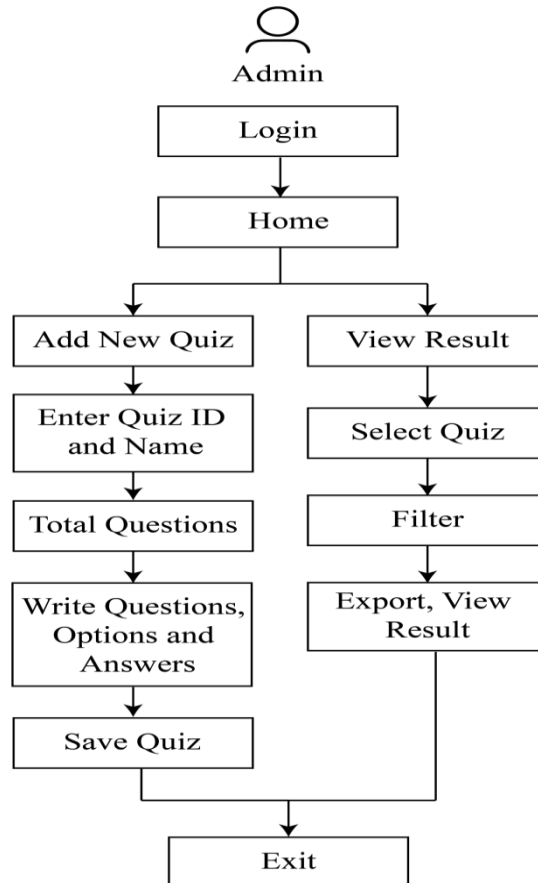 Admin
Login
Home
Add New Quiz
Enter Quiz ID
and Name
Total Questions
Write Questions,
Options and
Answers
Save Quiz
View Result
Select Quiz
Filter
Export, View
Result
Exit